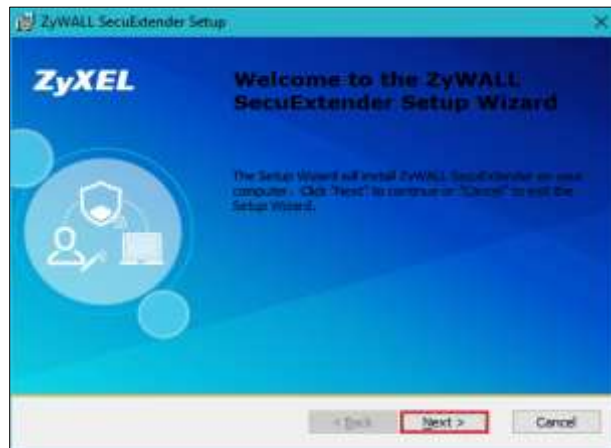 ZyWALL SecuExtender Setup
ZyXEL
Welcome to the ZyWALL
SecuExtender Setup Wizard
The Setup Wizard will install ZyWALL SecuExtender on your
computer. Click "Next" to continue or "Cancel" to exit the
Setup Wizard.
< Back
Next >
Cancel